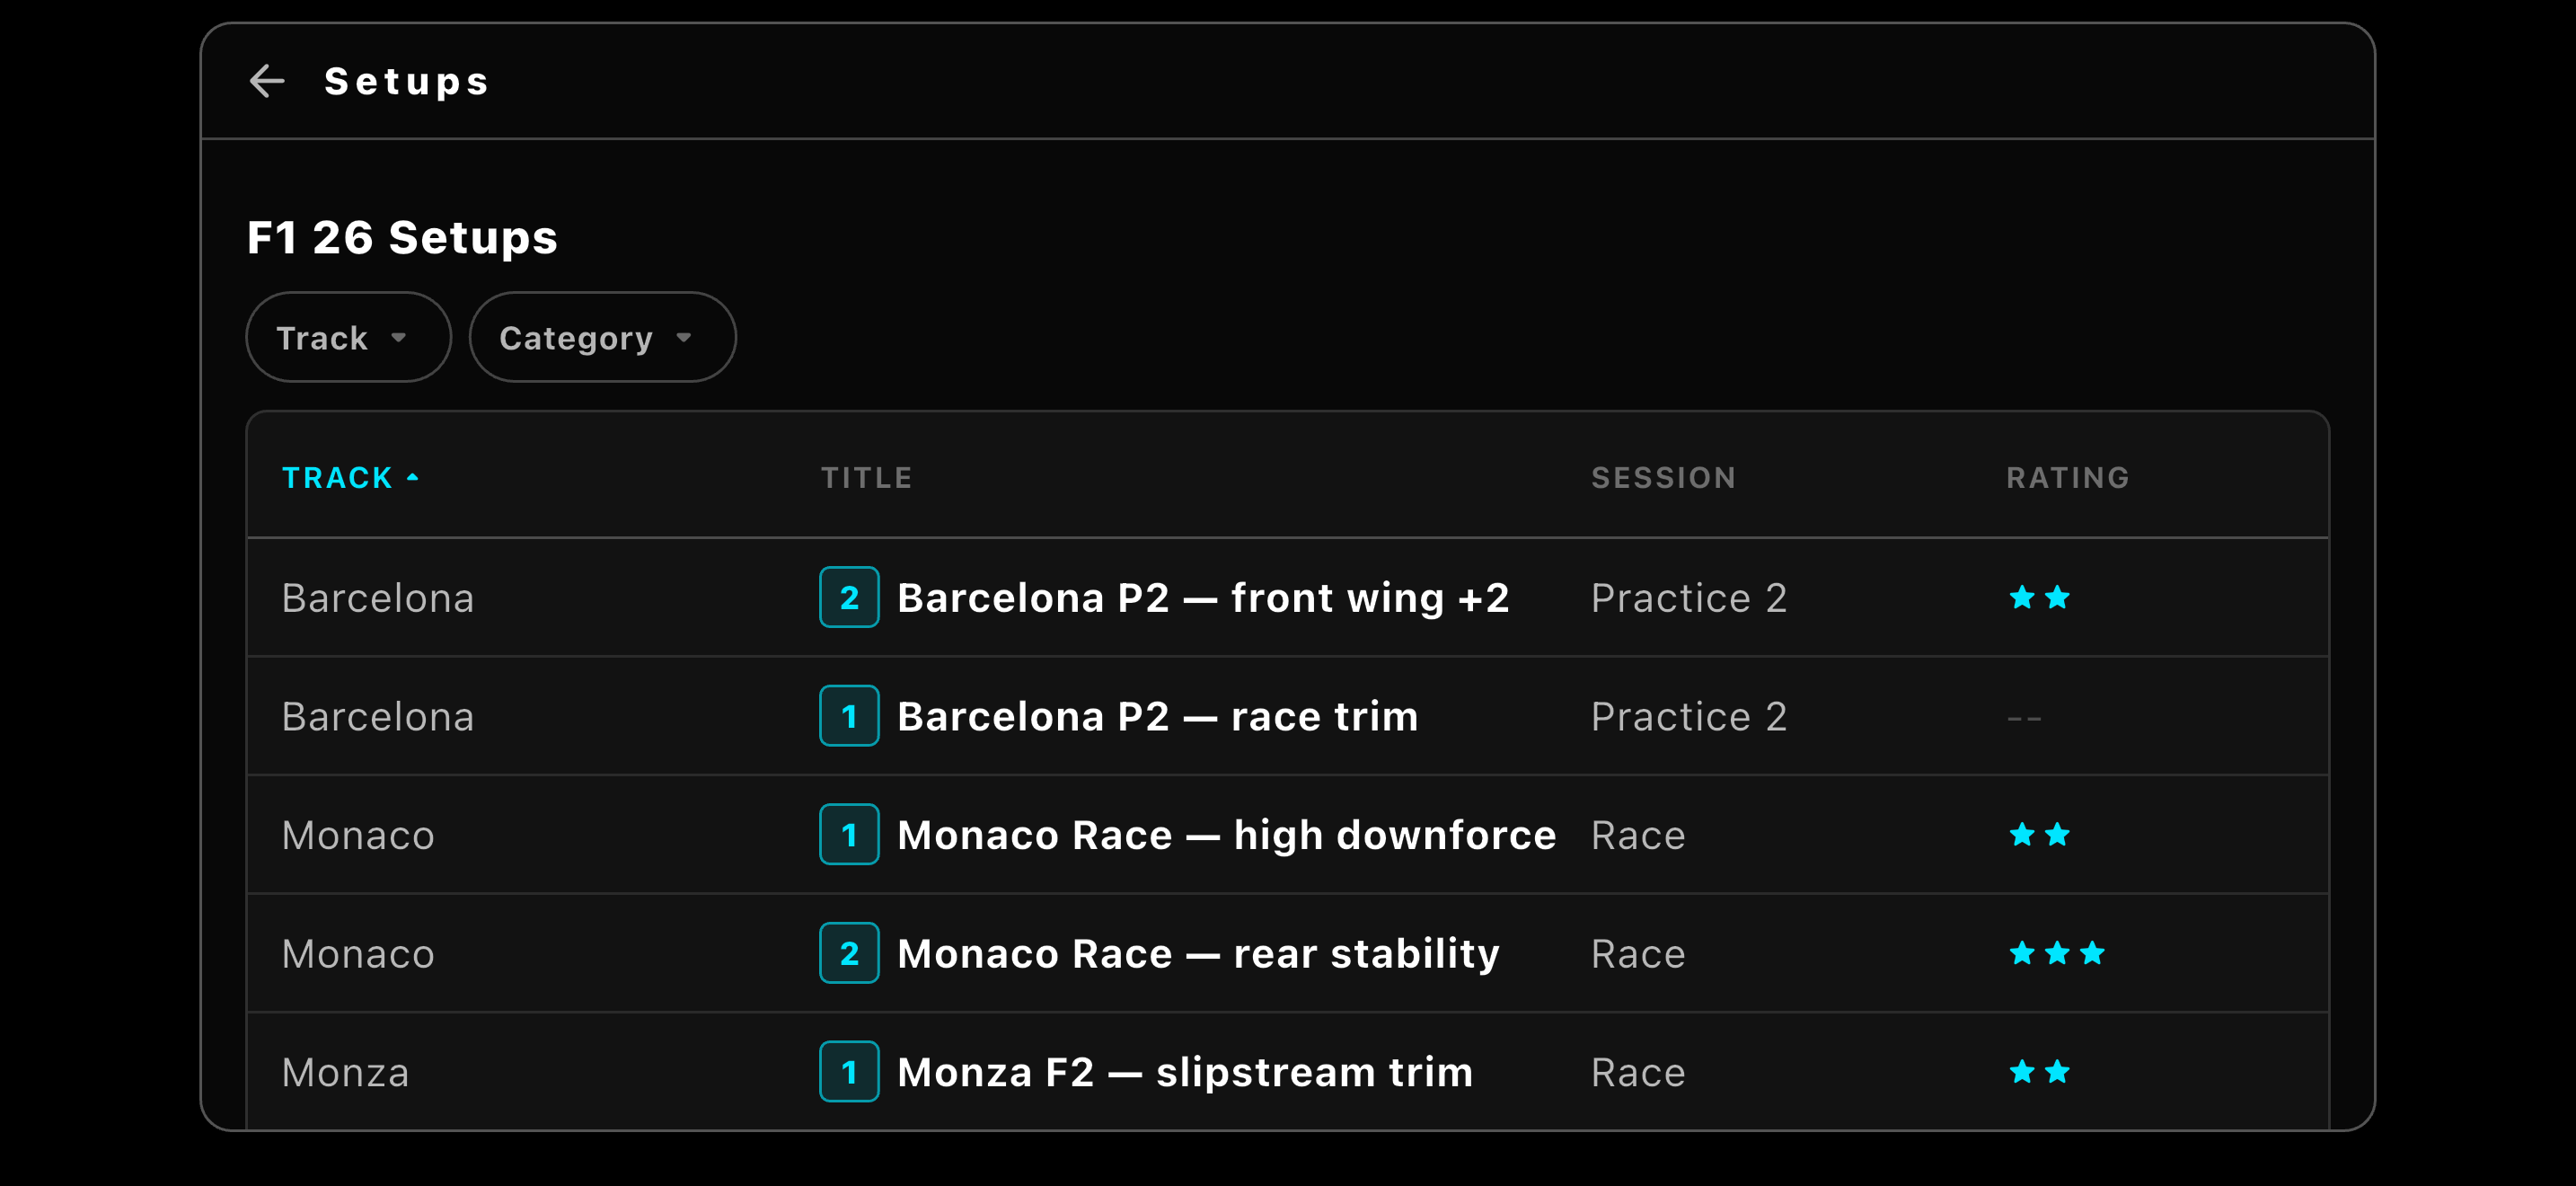 Setups
F1 26 Setups
Track Category
TRACK TITLE SESSION RATING
Barcelona 2 Barcelona P2 — front wing +2 Practice 2
Barcelona 1 Barcelona P2 — race trim Practice 2 --
Monaco 1 Monaco Race — high downforce Race
Monaco 2 Monaco Race — rear stability Race
Monza 1 Monza F2 — slipstream trim Race